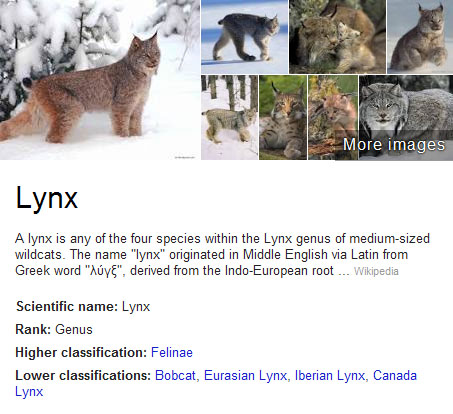 More images
Lynx
A lynx is any of the four species within the Lynx genus of medium-sized
wildcats. The name "lynx" originated in Middle English via Latin from
Greek word "λύγξ", derived from the Indo-European root ... Wikipedia
Scientific name: Lynx
Rank: Genus
Higher classification: Felinae
Lower classifications: Bobcat, Eurasian Lynx, Iberian Lynx, Canada
Lynx